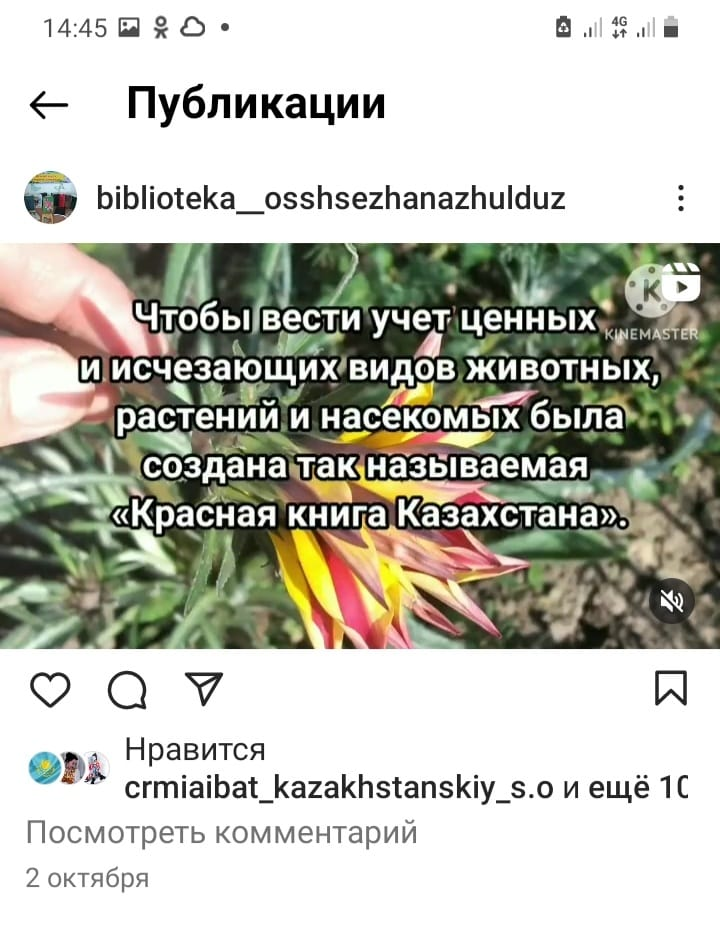 14:45
4G
Публикации
biblioteka__osshsezhanazhulduz
K
KINEMASTER
Чтобы вести учет ценных
и исчезающих видов животных,
растений и насекомых была
создана так называемая
«Красная книга Казахстана».
Нравится
crmiaibat_kazakhstanskiy_s.o и ещё 10
Посмотреть комментарий
2 октября